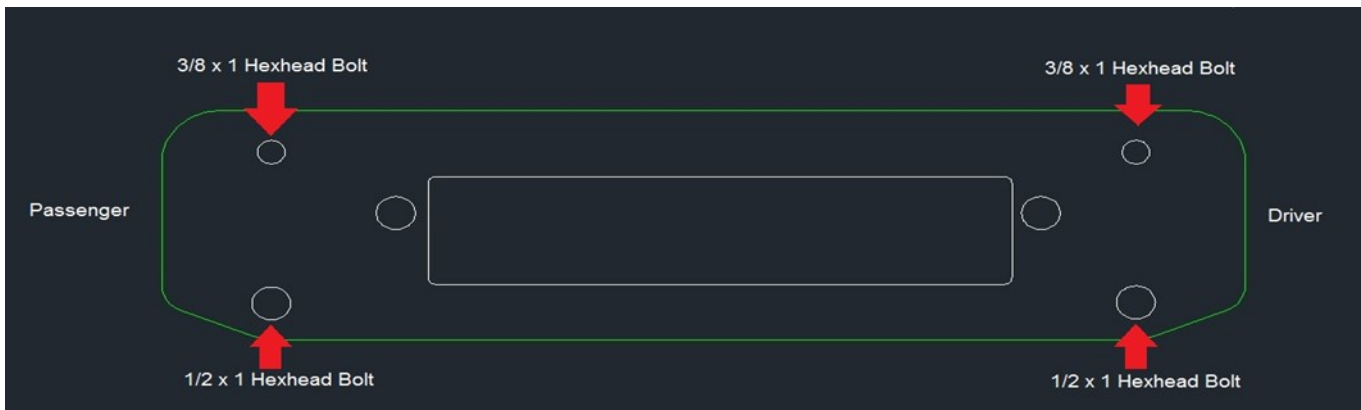 3/8 x 1 Hexhead Bolt
3/8 x 1 Hexhead Bolt
Passenger
Driver
1/2 x 1 Hexhead Bolt
1/2 x 1 Hexhead Bolt